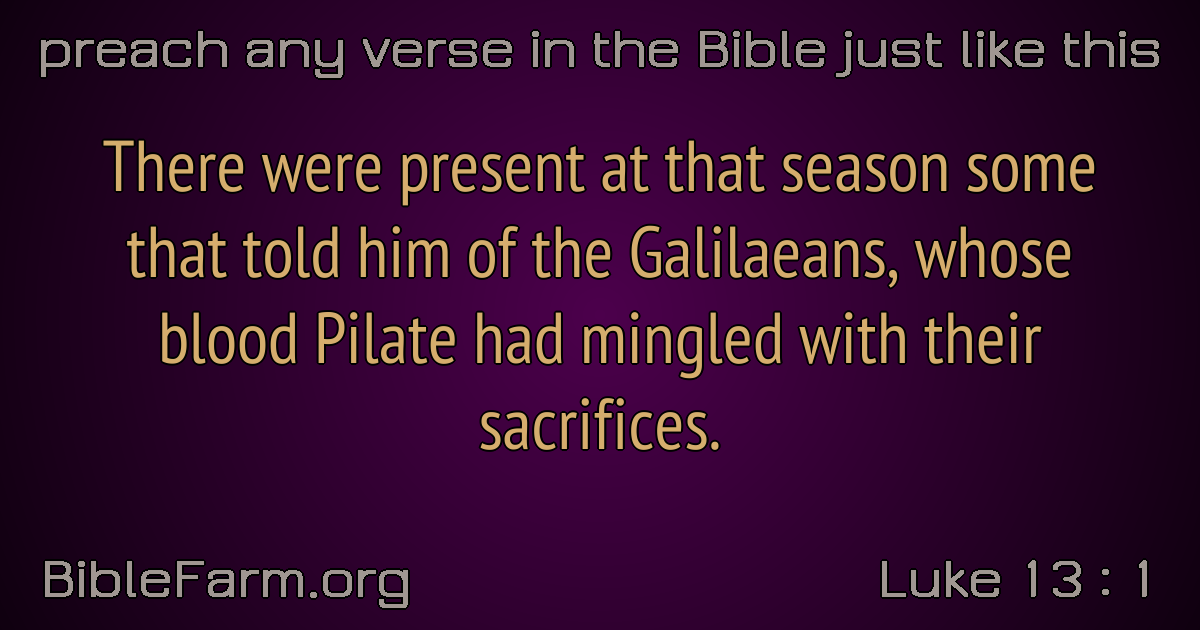 preach any verse in the Bible just like this
There were present at that season some
that told him of the Galilaeans, whose
blood Pilate had mingled with their
sacrifices.
BibleFarm.org
Luke 13 : 1